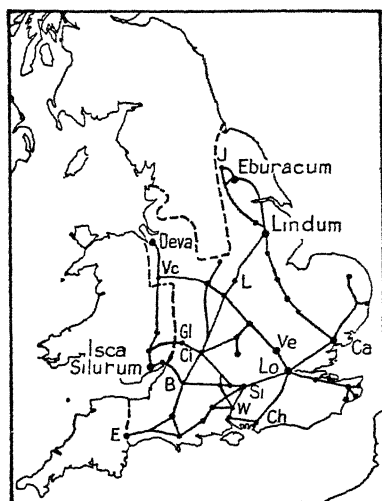 Eburacum
Lindum
Deva
Vc
L
Gl
Ci
Isca
Silurum
B
Ve
Lo
Ca
Si
W
Ch
E